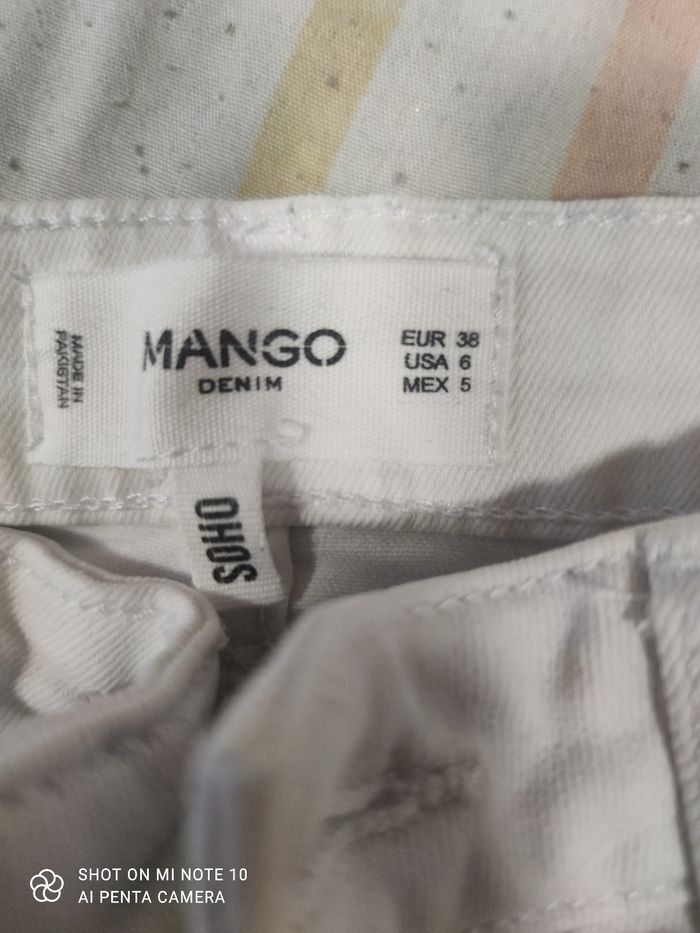 MADE IN
PAKISTAN
MANGO
DENIM
EUR 38
USA 6
MEX 5
SOHO
SHOT ON MI NOTE 10
AI PENTA CAMERA